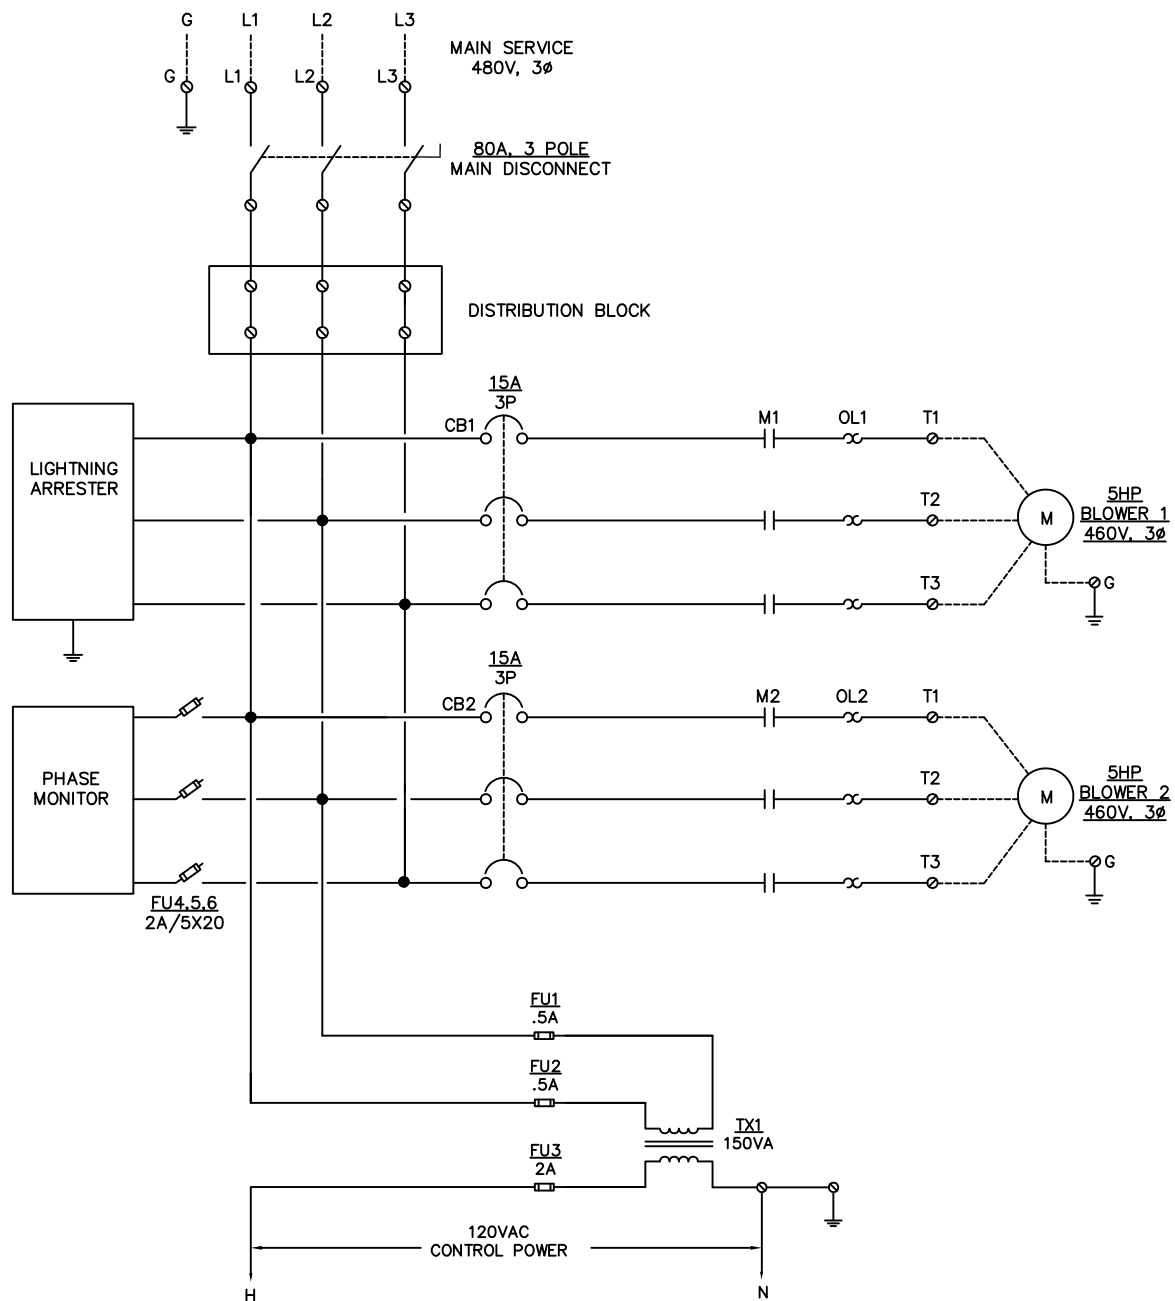 G L1 L2 L3
MAIN SERVICE
480V, 3ø
G L1 L2 L3
80A, 3 POLE
MAIN DISCONNECT
DISTRIBUTION BLOCK
15A
3P
CB1 M1 OL1 T1
LIGHTNING
ARRESTER
T2
M
5HP
BLOWER 1
460V, 3ø
T3
G
15A
3P
CB2 M2 OL2 T1
PHASE
MONITOR
T2
M
5HP
BLOWER 2
460V, 3ø
T3
G
FU4,5,6
2A/5X20
FU1
.5A
FU2
.5A
TX1
150VA
FU3
2A
120VAC
CONTROL POWER
H N